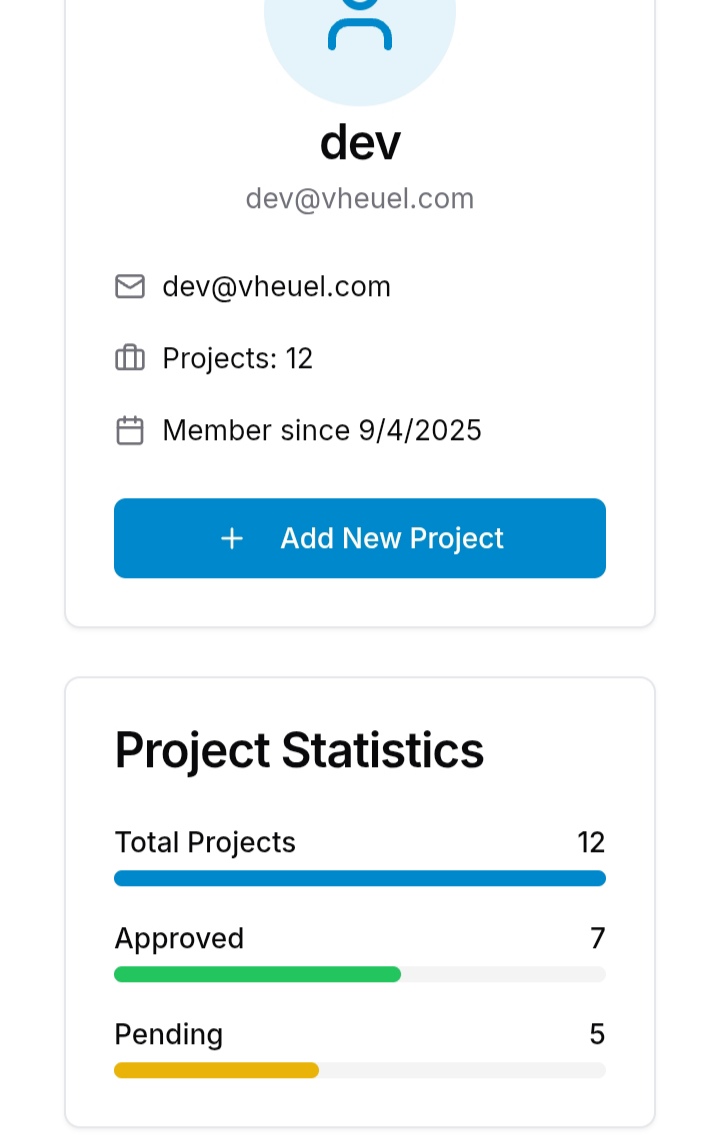 dev
dev@vheuel.com
dev@vheuel.com
Projects: 12
Member since 9/4/2025
Add New Project
Project Statistics
Total Projects 12
Approved 7
Pending 5